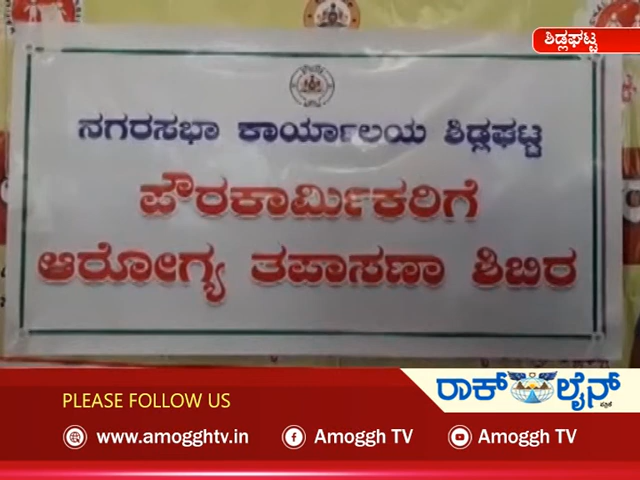 ಶಿಡ್ಲಘಟ್ಟ
ನಗರಸಭಾ ಕಾರ್ಯಾಲಯ ಶಿಡ್ಲಘಟ್ಟ
ಪೌರಕಾರ್ಮಿಕರಿಗೆ
ಆರೋಗ್ಯ ತಪಾಸಣಾ ಶಿಬಿರ
ರಾಕ್ ಲೈನ್
PLEASE FOLLOW US
www.amogghtv.in
Amoggh TV
Amoggh TV